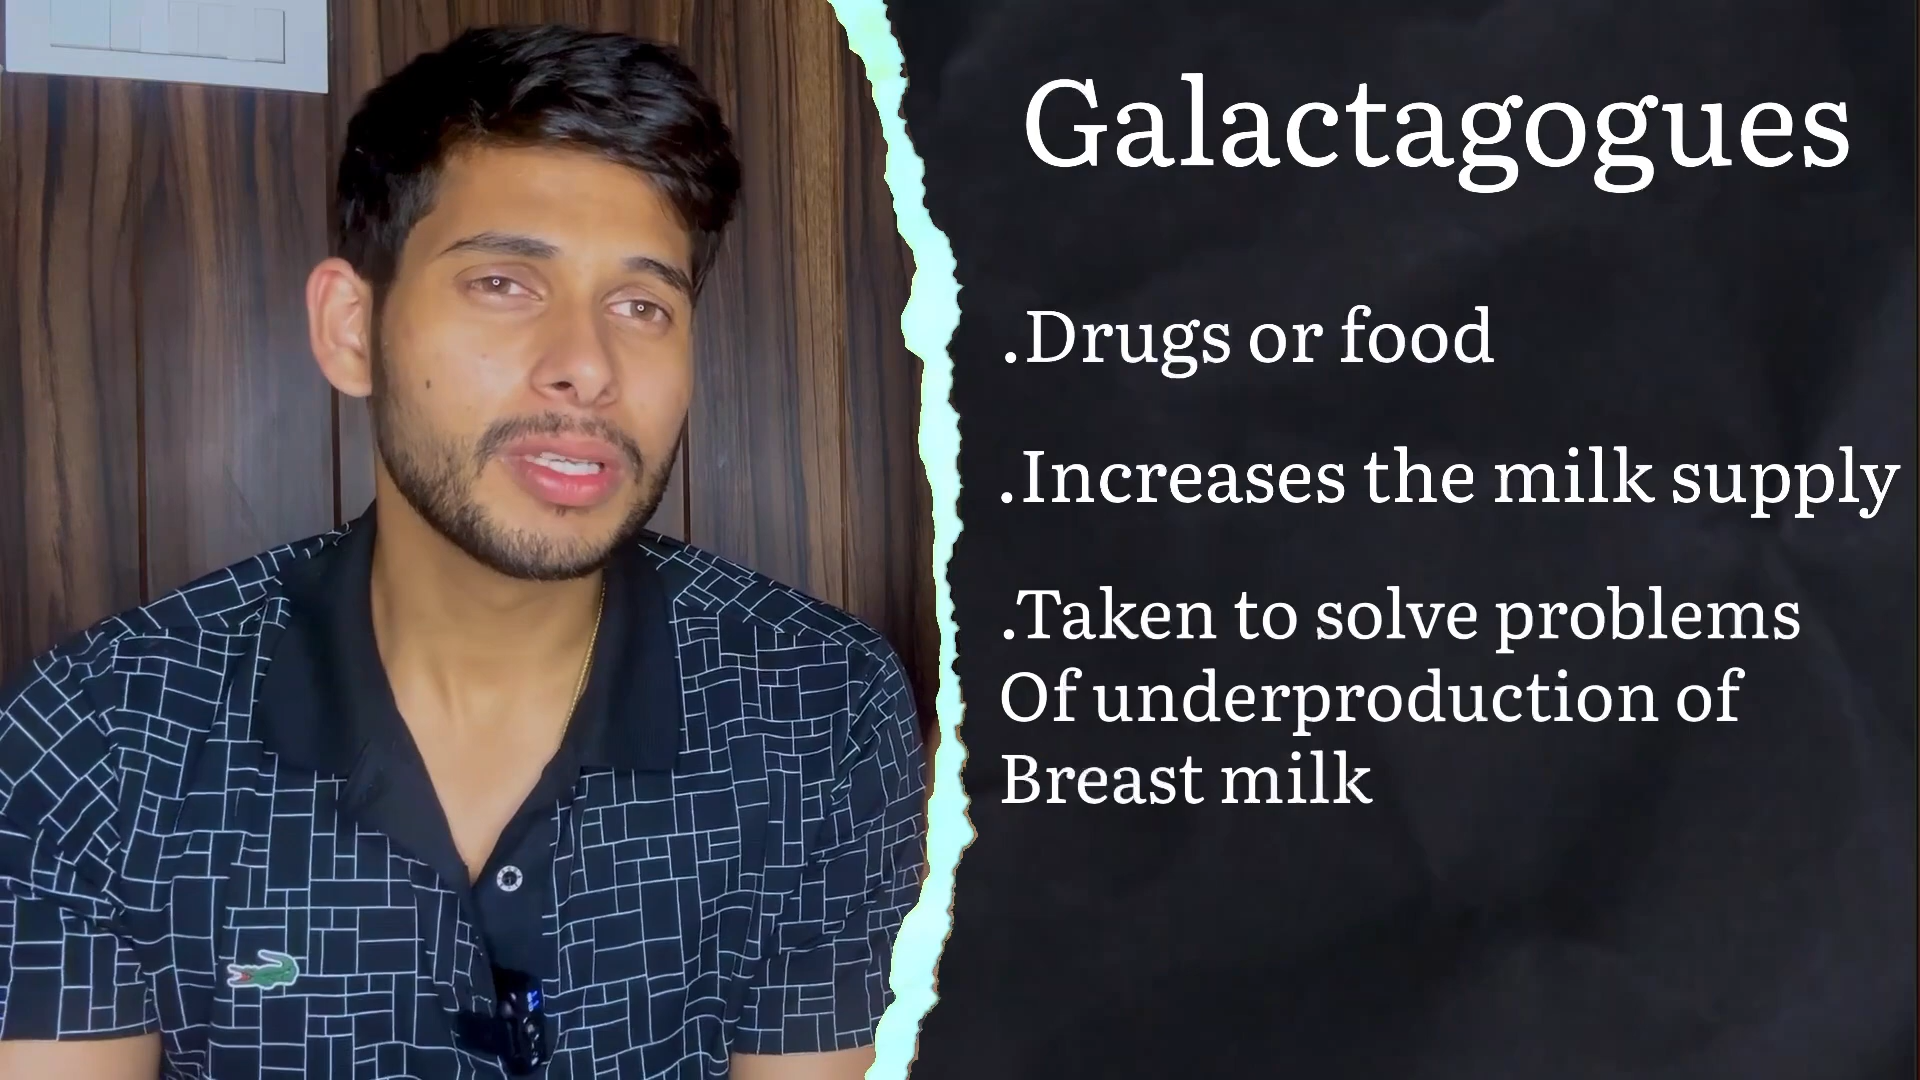 Galactagogues
.Drugs or food
.Increases the milk supply
.Taken to solve problems
Of underproduction of
Breast milk